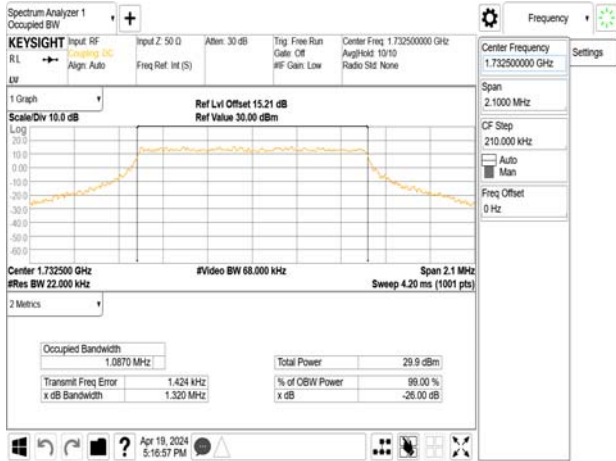 Spectrum Analyzer 1
Occupied BW
KEYSIGHT
Input: RF
Coupling: DC
Align: Auto
Input Z: 50 Ω
Freq Ref: Int (S)
Atten: 30 dB
Trig: Free Run
Gate: Off
#IF Gain: Low
Center Freq: 1.732500000 GHz
Avg|Hold: 10/10
Radio Std: None
RL
LXI
Frequency
Settings
Center Frequency
1.732500000 GHz
Span
2.1000 MHz
CF Step
210.000 kHz
Auto
Man
Freq Offset
0 Hz
1 Graph
Scale/Div 10.0 dB
Ref Lvl Offset 15.21 dB
Ref Value 30.00 dBm
Log
20.0
10.0
0.00
-10.0
-20.0
-30.0
-40.0
-50.0
-60.0
Center 1.732500 GHz
#Res BW 22.000 kHz
#Video BW 68.000 kHz
Span 2.1 MHz
Sweep 4.20 ms (1001 pts)
2 Metrics
Occupied Bandwidth
1.0870 MHz
Transmit Freq Error 1.424 kHz
x dB Bandwidth 1.320 MHz
Total Power 29.9 dBm
% of OBW Power 99.00 %
x dB -26.00 dB
?
Apr 19, 2024
5:16:57 PM